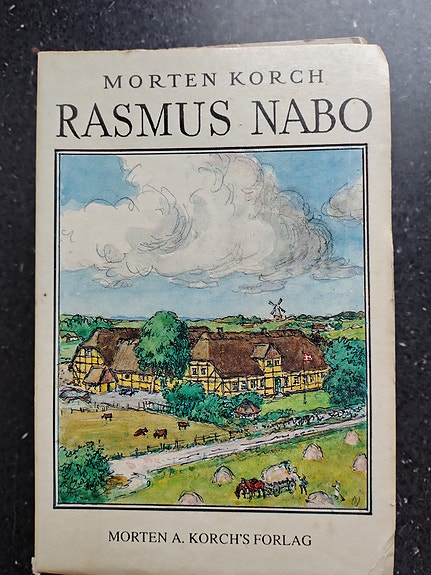 MORTEN KORCH
RASMUS NABO
MORTEN A. KORCH'S FORLAG